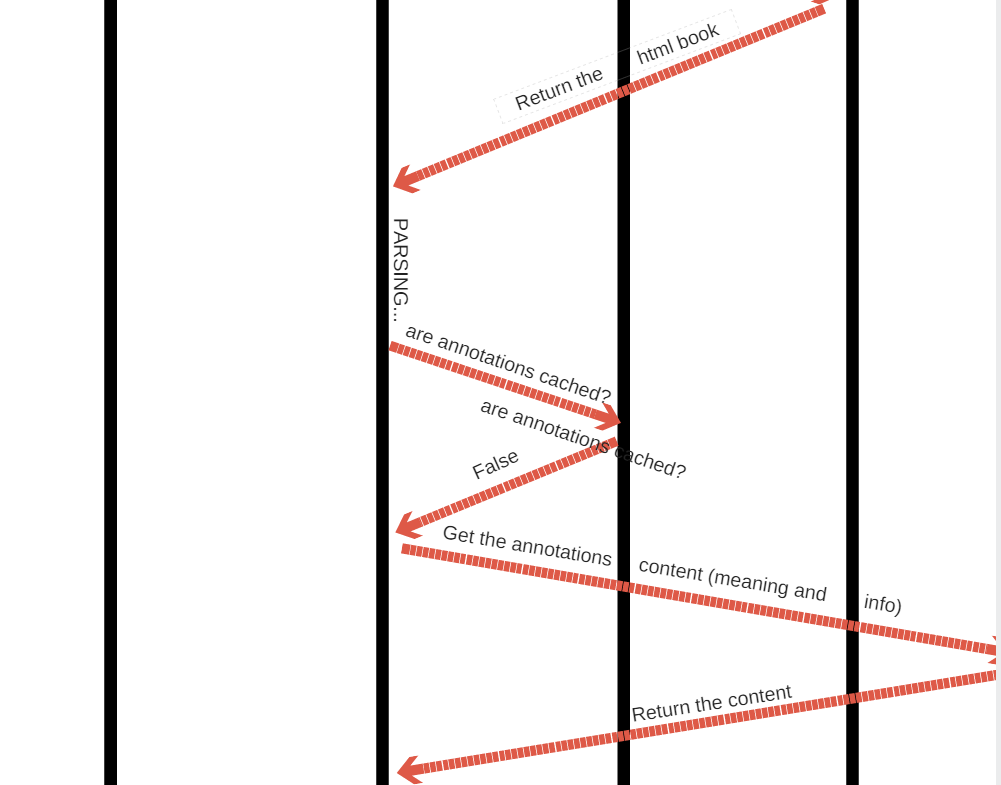 Return the html book
PARSING...
are annotations cached?
are annotations cached?
False
Get the annotations content (meaning and info)
Return the content